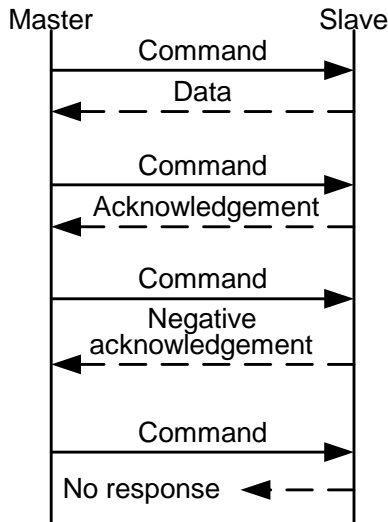 Master Slave
Command
Data
Command
Acknowledgement
Command
Negative
acknowledgement
Command
No response